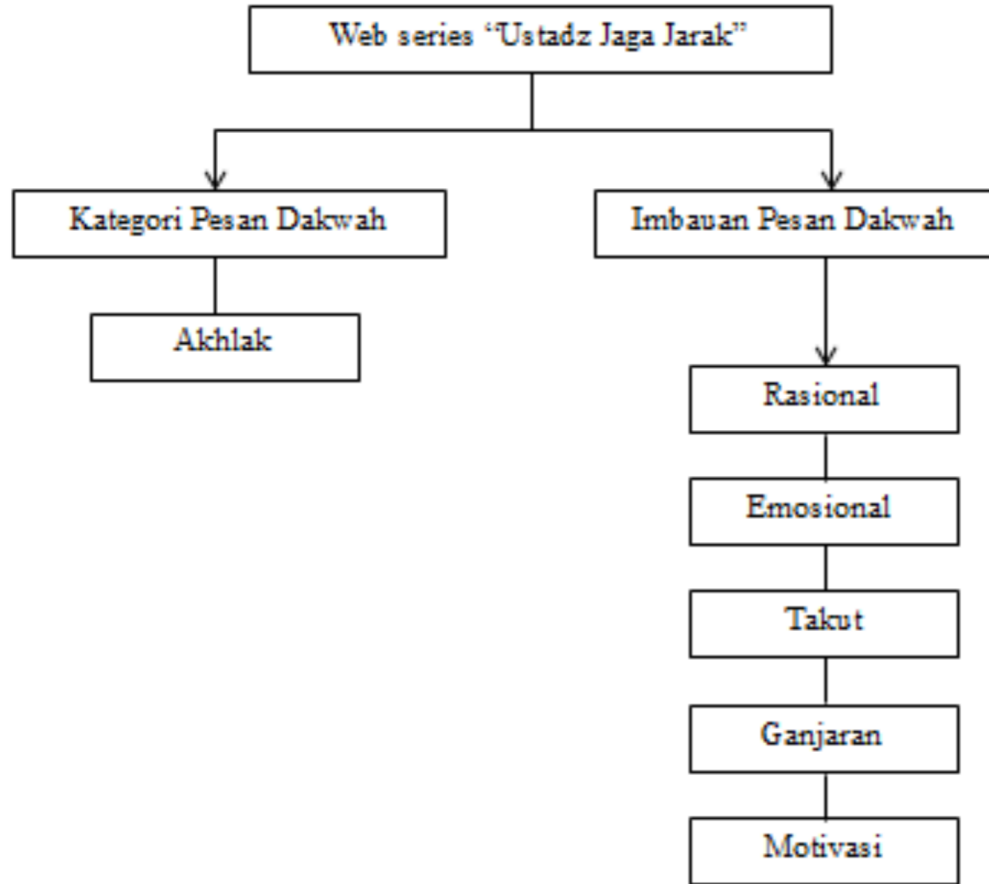 Web series “Ustadz Jaga Jarak”
Kategori Pesan Dakwah
Imbauan Pesan Dakwah
Akhlak
Rasional
Emosional
Takut
Ganjaran
Motivasi